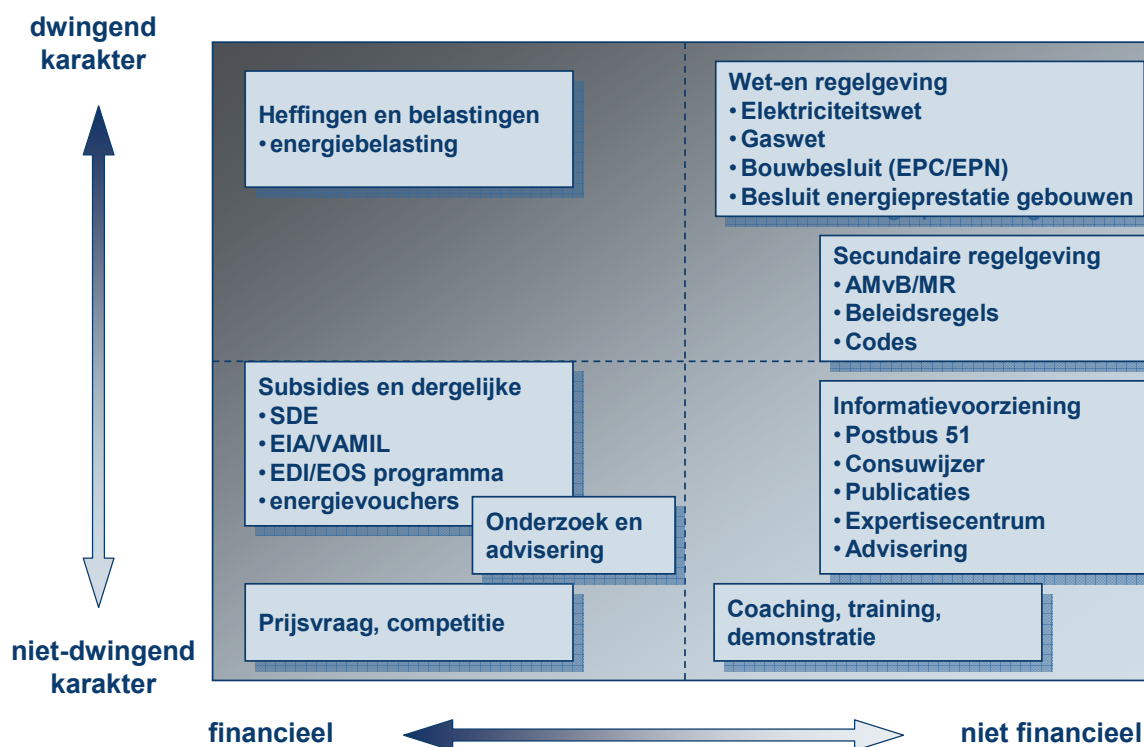 dwingend
karakter
Heffingen en belastingen
• energiebelasting
Wet-en regelgeving
• Elektriciteitswet
• Gaswet
• Bouwbesluit (EPC/EPN)
• Besluit energieprestatie gebouwen
Secundaire regelgeving
• AMvB/MR
• Beleidsregels
• Codes
Subsidies en dergelijke
• SDE
• EIA/VAMIL
• EDI/EOS programma
• energievouchers
Onderzoek en
advisering
Informatievoorziening
• Postbus 51
• Consuwijzer
• Publicaties
• Expertisecentrum
• Advisering
Prijsvraag, competitie
Coaching, training,
demonstratie
niet-dwingend
karakter
financieel
niet financieel